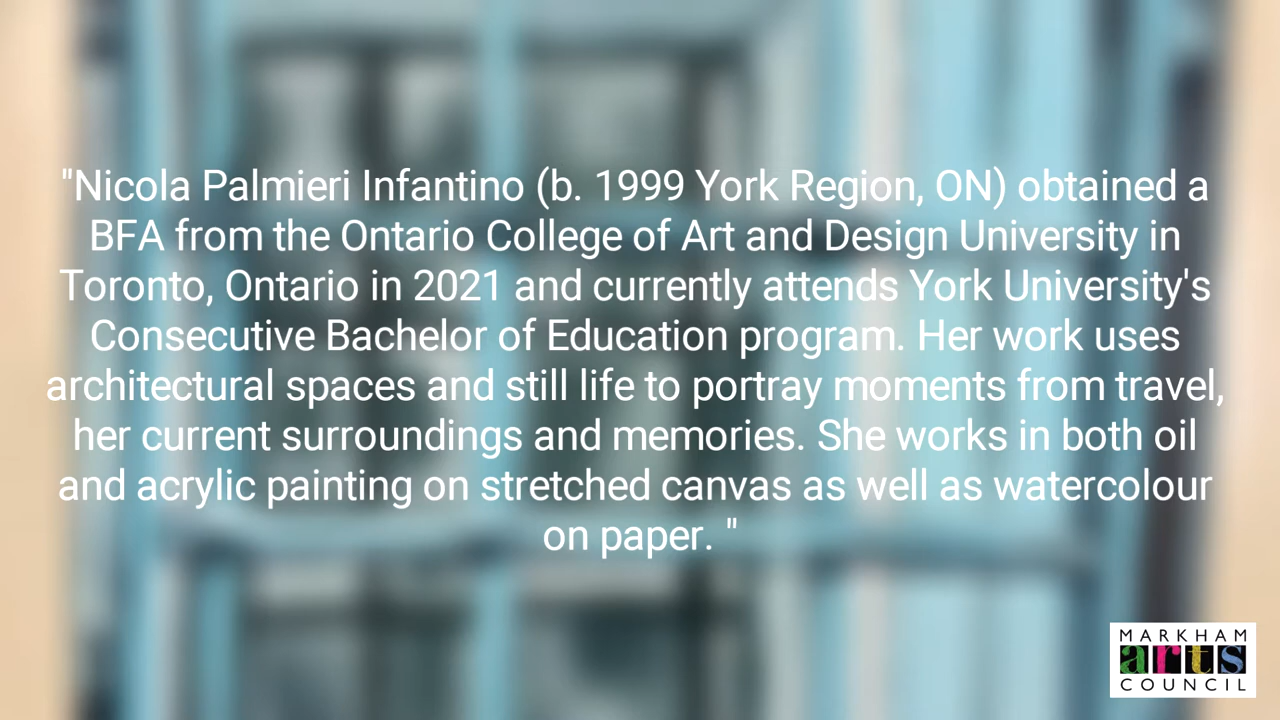 "Nicola Palmieri Infantino (b. 1999 York Region, ON) obtained a
BFA from the Ontario College of Art and Design University in
Toronto, Ontario in 2021 and currently attends York University's
Consecutive Bachelor of Education program. Her work uses
architectural spaces and still life to portray moments from travel,
her current surroundings and memories. She works in both oil
and acrylic painting on stretched canvas as well as watercolour
on paper. "
MARKHAM
arts
COUNCIL